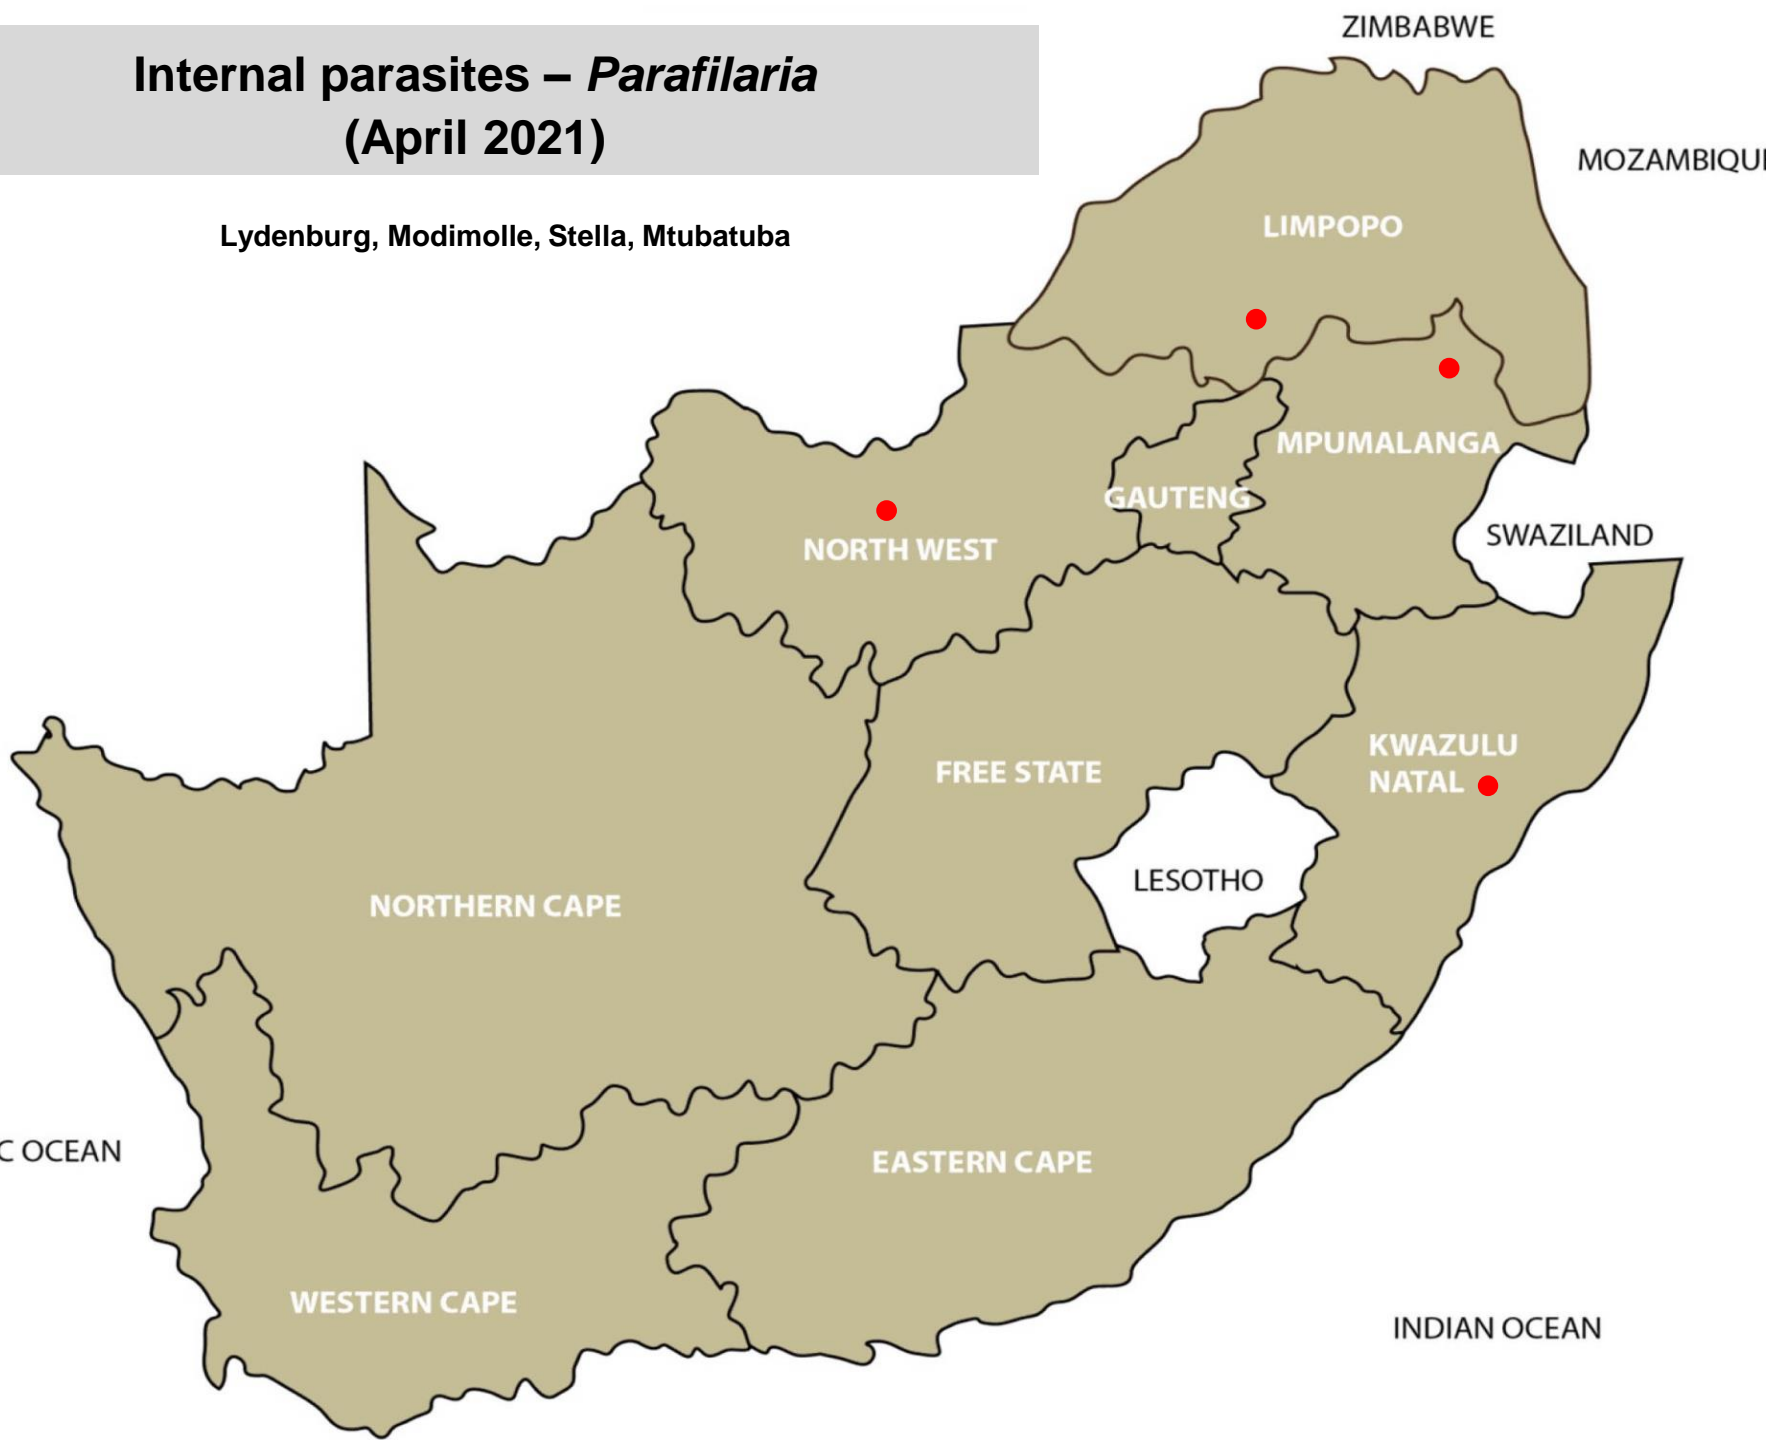 Internal parasites – Parafilaria
(April 2021)
Lydenburg, Modimolle, Stella, Mtubatuba
ZIMBABWE
MOZAMBIQU
LIMPOPO
MPUMALANGA
GAUTENG
SWAZILAND
NORTH WEST
KWAZULU
NATAL
FREE STATE
LESOTHO
NORTHERN CAPE
C OCEAN
EASTERN CAPE
WESTERN CAPE
INDIAN OCEAN